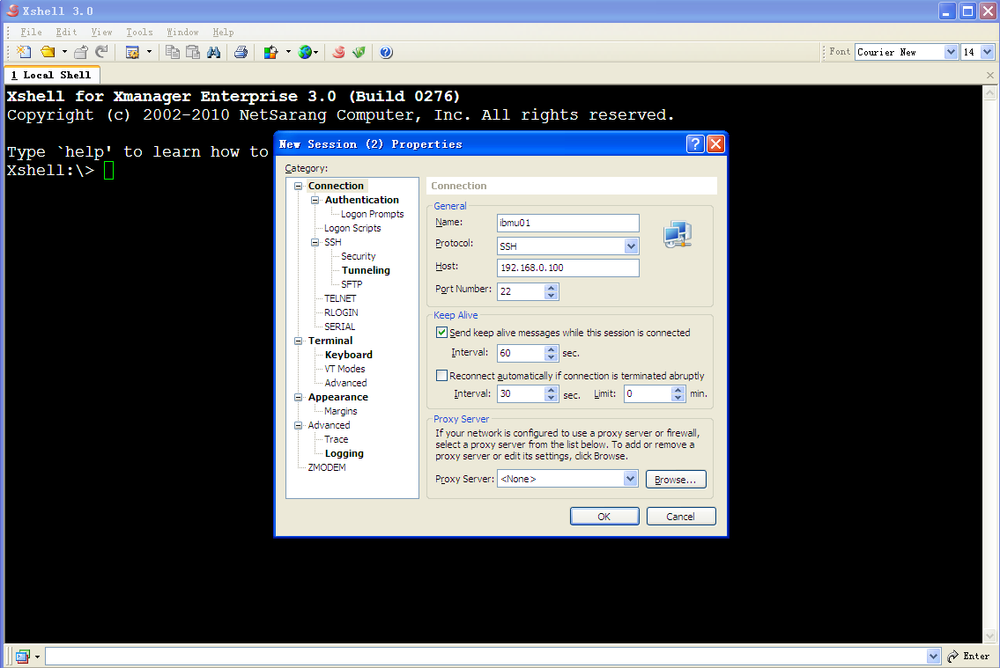 Xshell 3.0
File Edit View Tools Window Help
Font Courier New 14
1 Local Shell
Xshell for Xmanager Enterprise 3.0 (Build 0276)
Copyright (c) 2002-2010 NetSarang Computer, Inc. All rights reserved.
Type `help' to learn how to
Xshell:\>
New Session (2) Properties
Category:
Connection
Authentication
Logon Prompts
Logon Scripts
SSH
Security
Tunneling
SFTP
TELNET
RLOGIN
SERIAL
Terminal
Keyboard
VT Modes
Advanced
Appearance
Margins
Advanced
Trace
Logging
ZMODEM
Connection
General
Name: ibmu01
Protocol: SSH
Host: 192.168.0.100
Port Number: 22
Keep Alive
Send keep alive messages while this session is connected
Interval: 60 sec.
Reconnect automatically if connection is terminated abruptly
Interval: 30 sec. Limit: 0 min.
Proxy Server
If your network is configured to use a proxy server or firewall,
select a proxy server from the list below. To add or remove a
proxy server or edit its settings, click Browse.
Proxy Server: <None> Browse...
OK Cancel
Enter